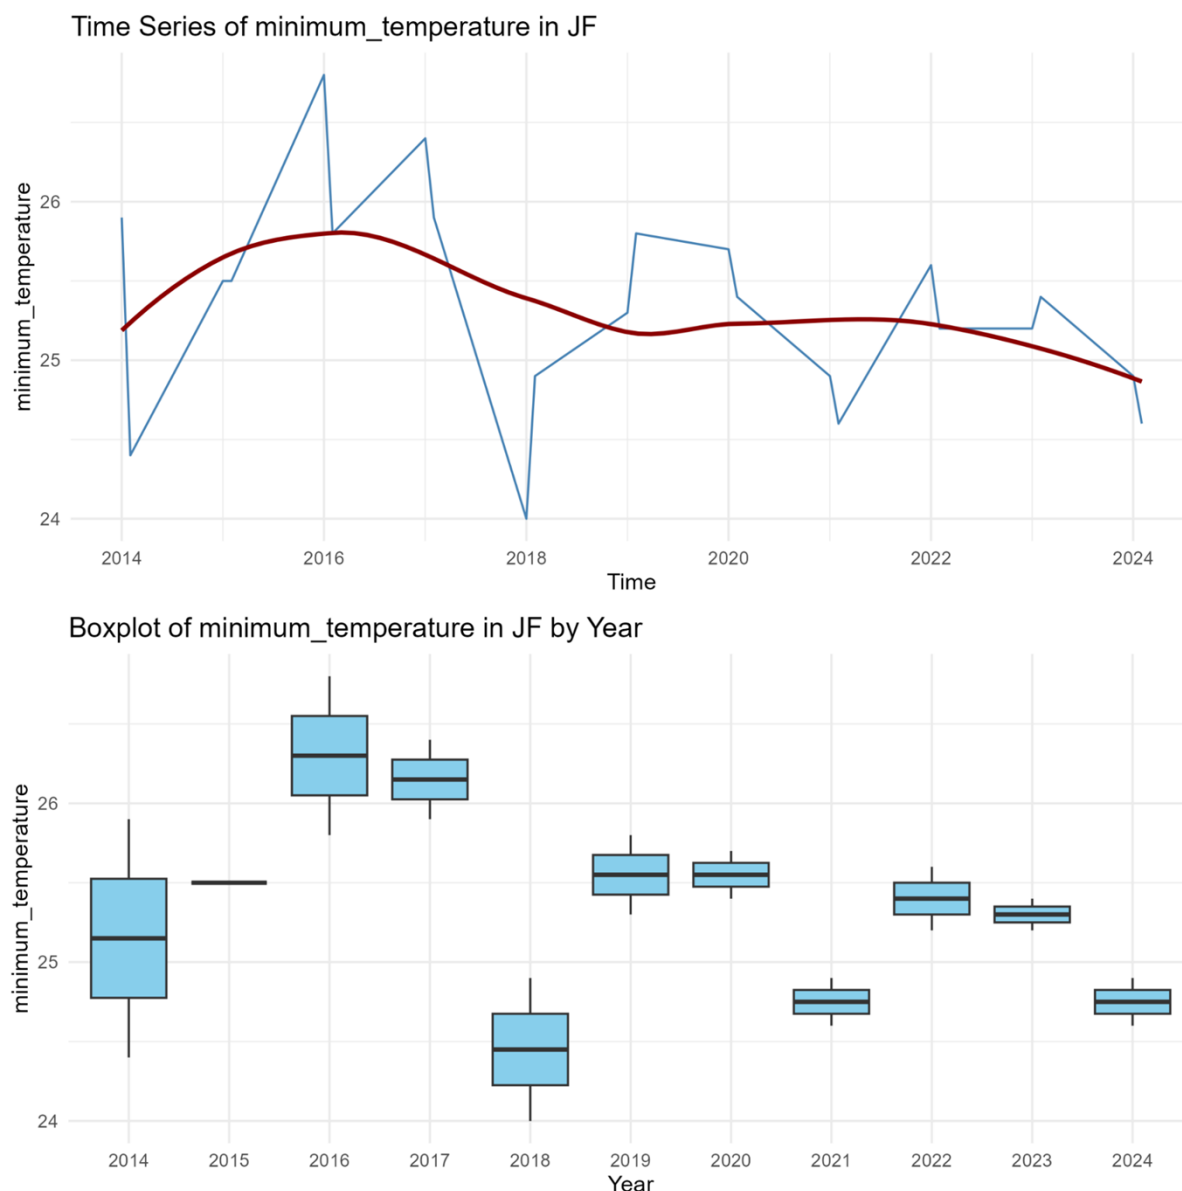 Time Series of minimum_temperature in JF
minimum_temperature
26
25
24
2014 2016 2018 2020 2022 2024
Time
Boxplot of minimum_temperature in JF by Year
minimum_temperature
26
25
24
2014 2015 2016 2017 2018 2019 2020 2021 2022 2023 2024
Year